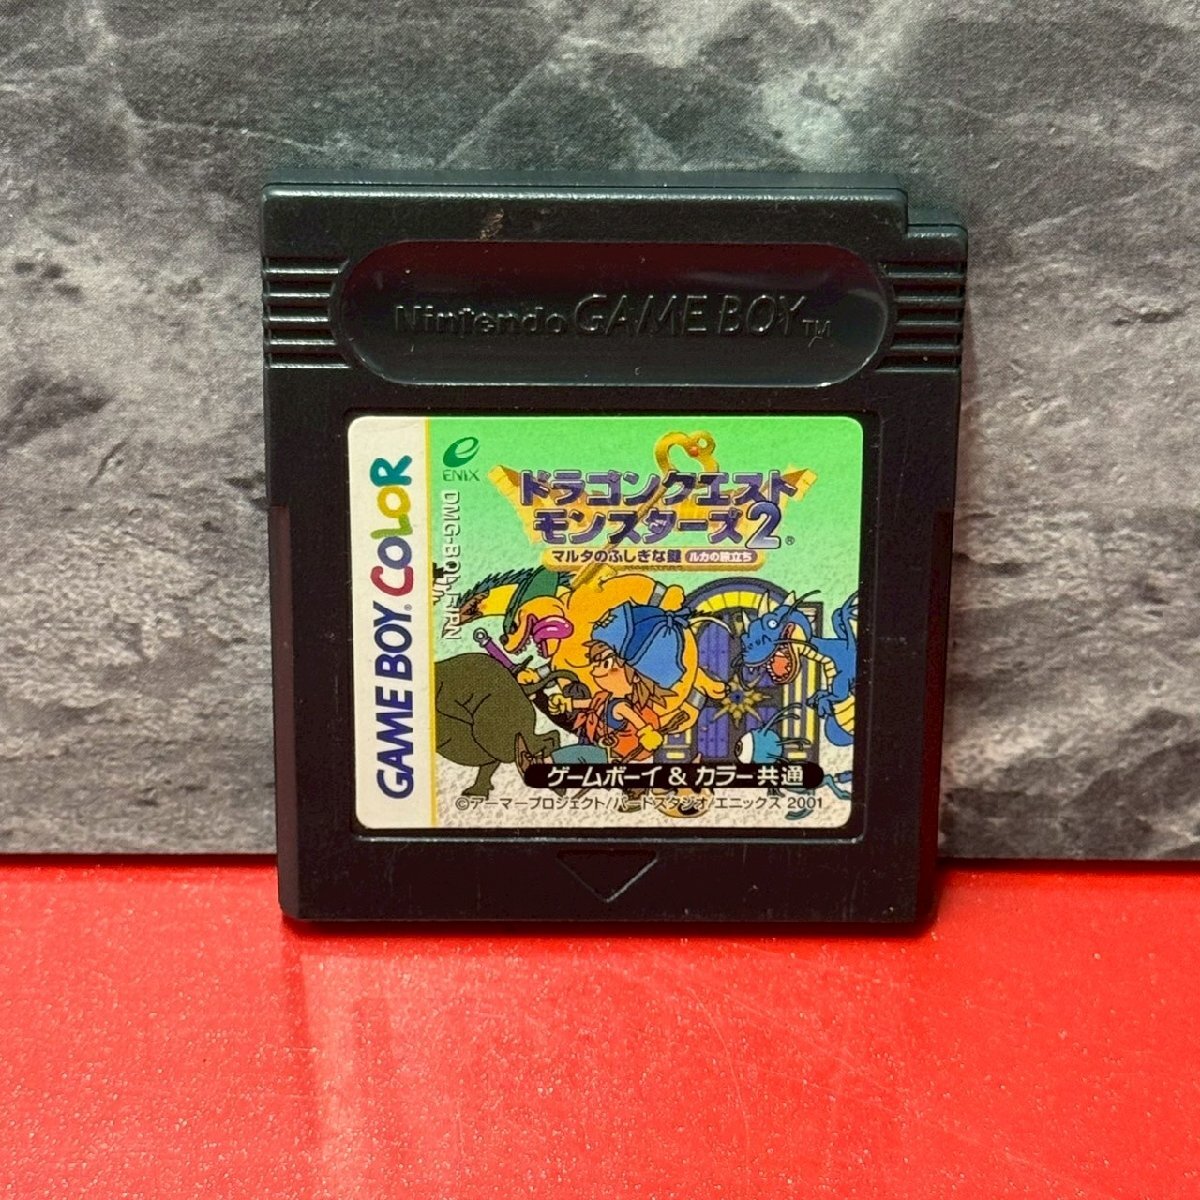 Nintendo GAME BOY TM
GAME BOY COLOR
ENIX
ドラゴンクエスト
モンスターズ2®
マルタのふしぎな鍵 ルカの旅立ち
ゲームボーイ & カラー共通
©アーマープロジェクト/バードスタジオ/エニックス 2001